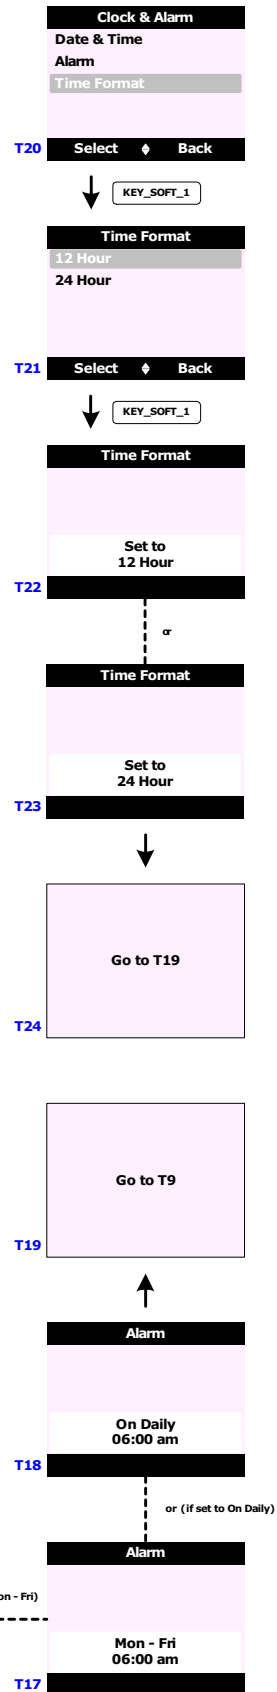 Clock & Alarm
Date & Time
Alarm
Time Format
T20
Select Back
KEY_SOFT_1
Time Format
12 Hour
24 Hour
T21
Select Back
KEY_SOFT_1
Time Format
Set to
12 Hour
T22
or
Time Format
Set to
24 Hour
T23
Go to T19
T24
Go to T9
T19
Alarm
On Daily
06:00 am
T18
or (if set to On Daily)
Alarm
on - Fri)
Mon - Fri
06:00 am
T17